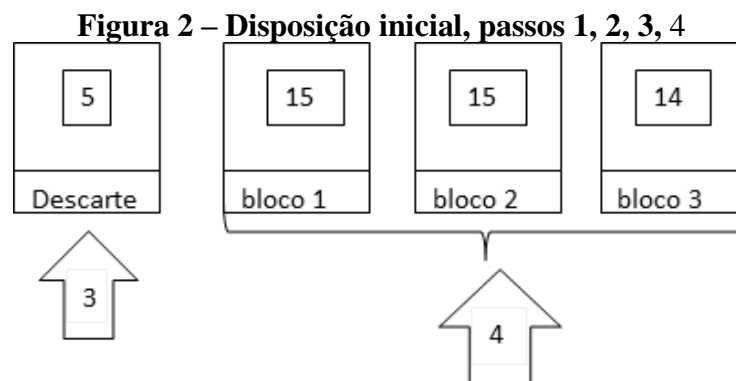 Figura 2 – Disposição inicial, passos 1, 2, 3, 4
5 15 15 14
Descarte bloco 1 bloco 2 bloco 3
3
4